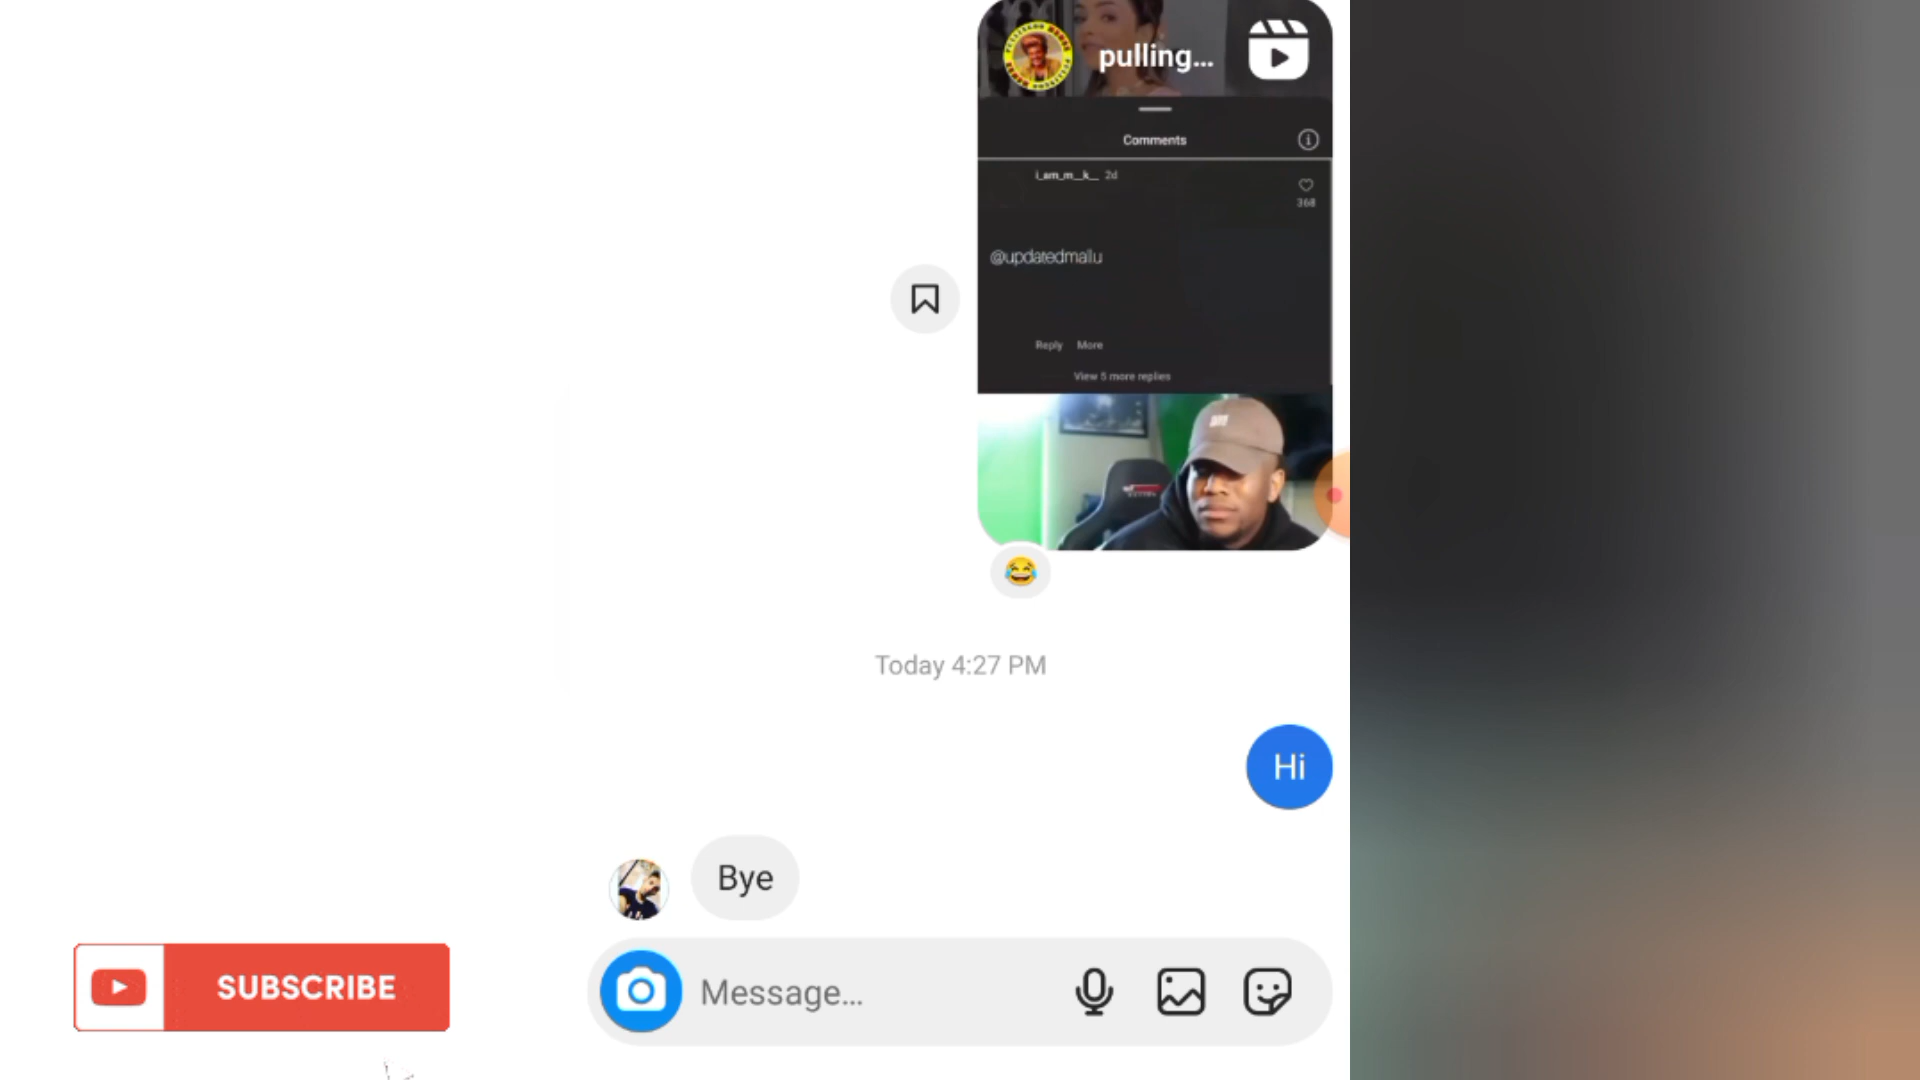 pulling...
Comments
i_am_m__k__ 2d
368
@updatedmallu
Reply More
View 5 more replies
Today 4:27 PM
Hi
Bye
SUBSCRIBE
Message...